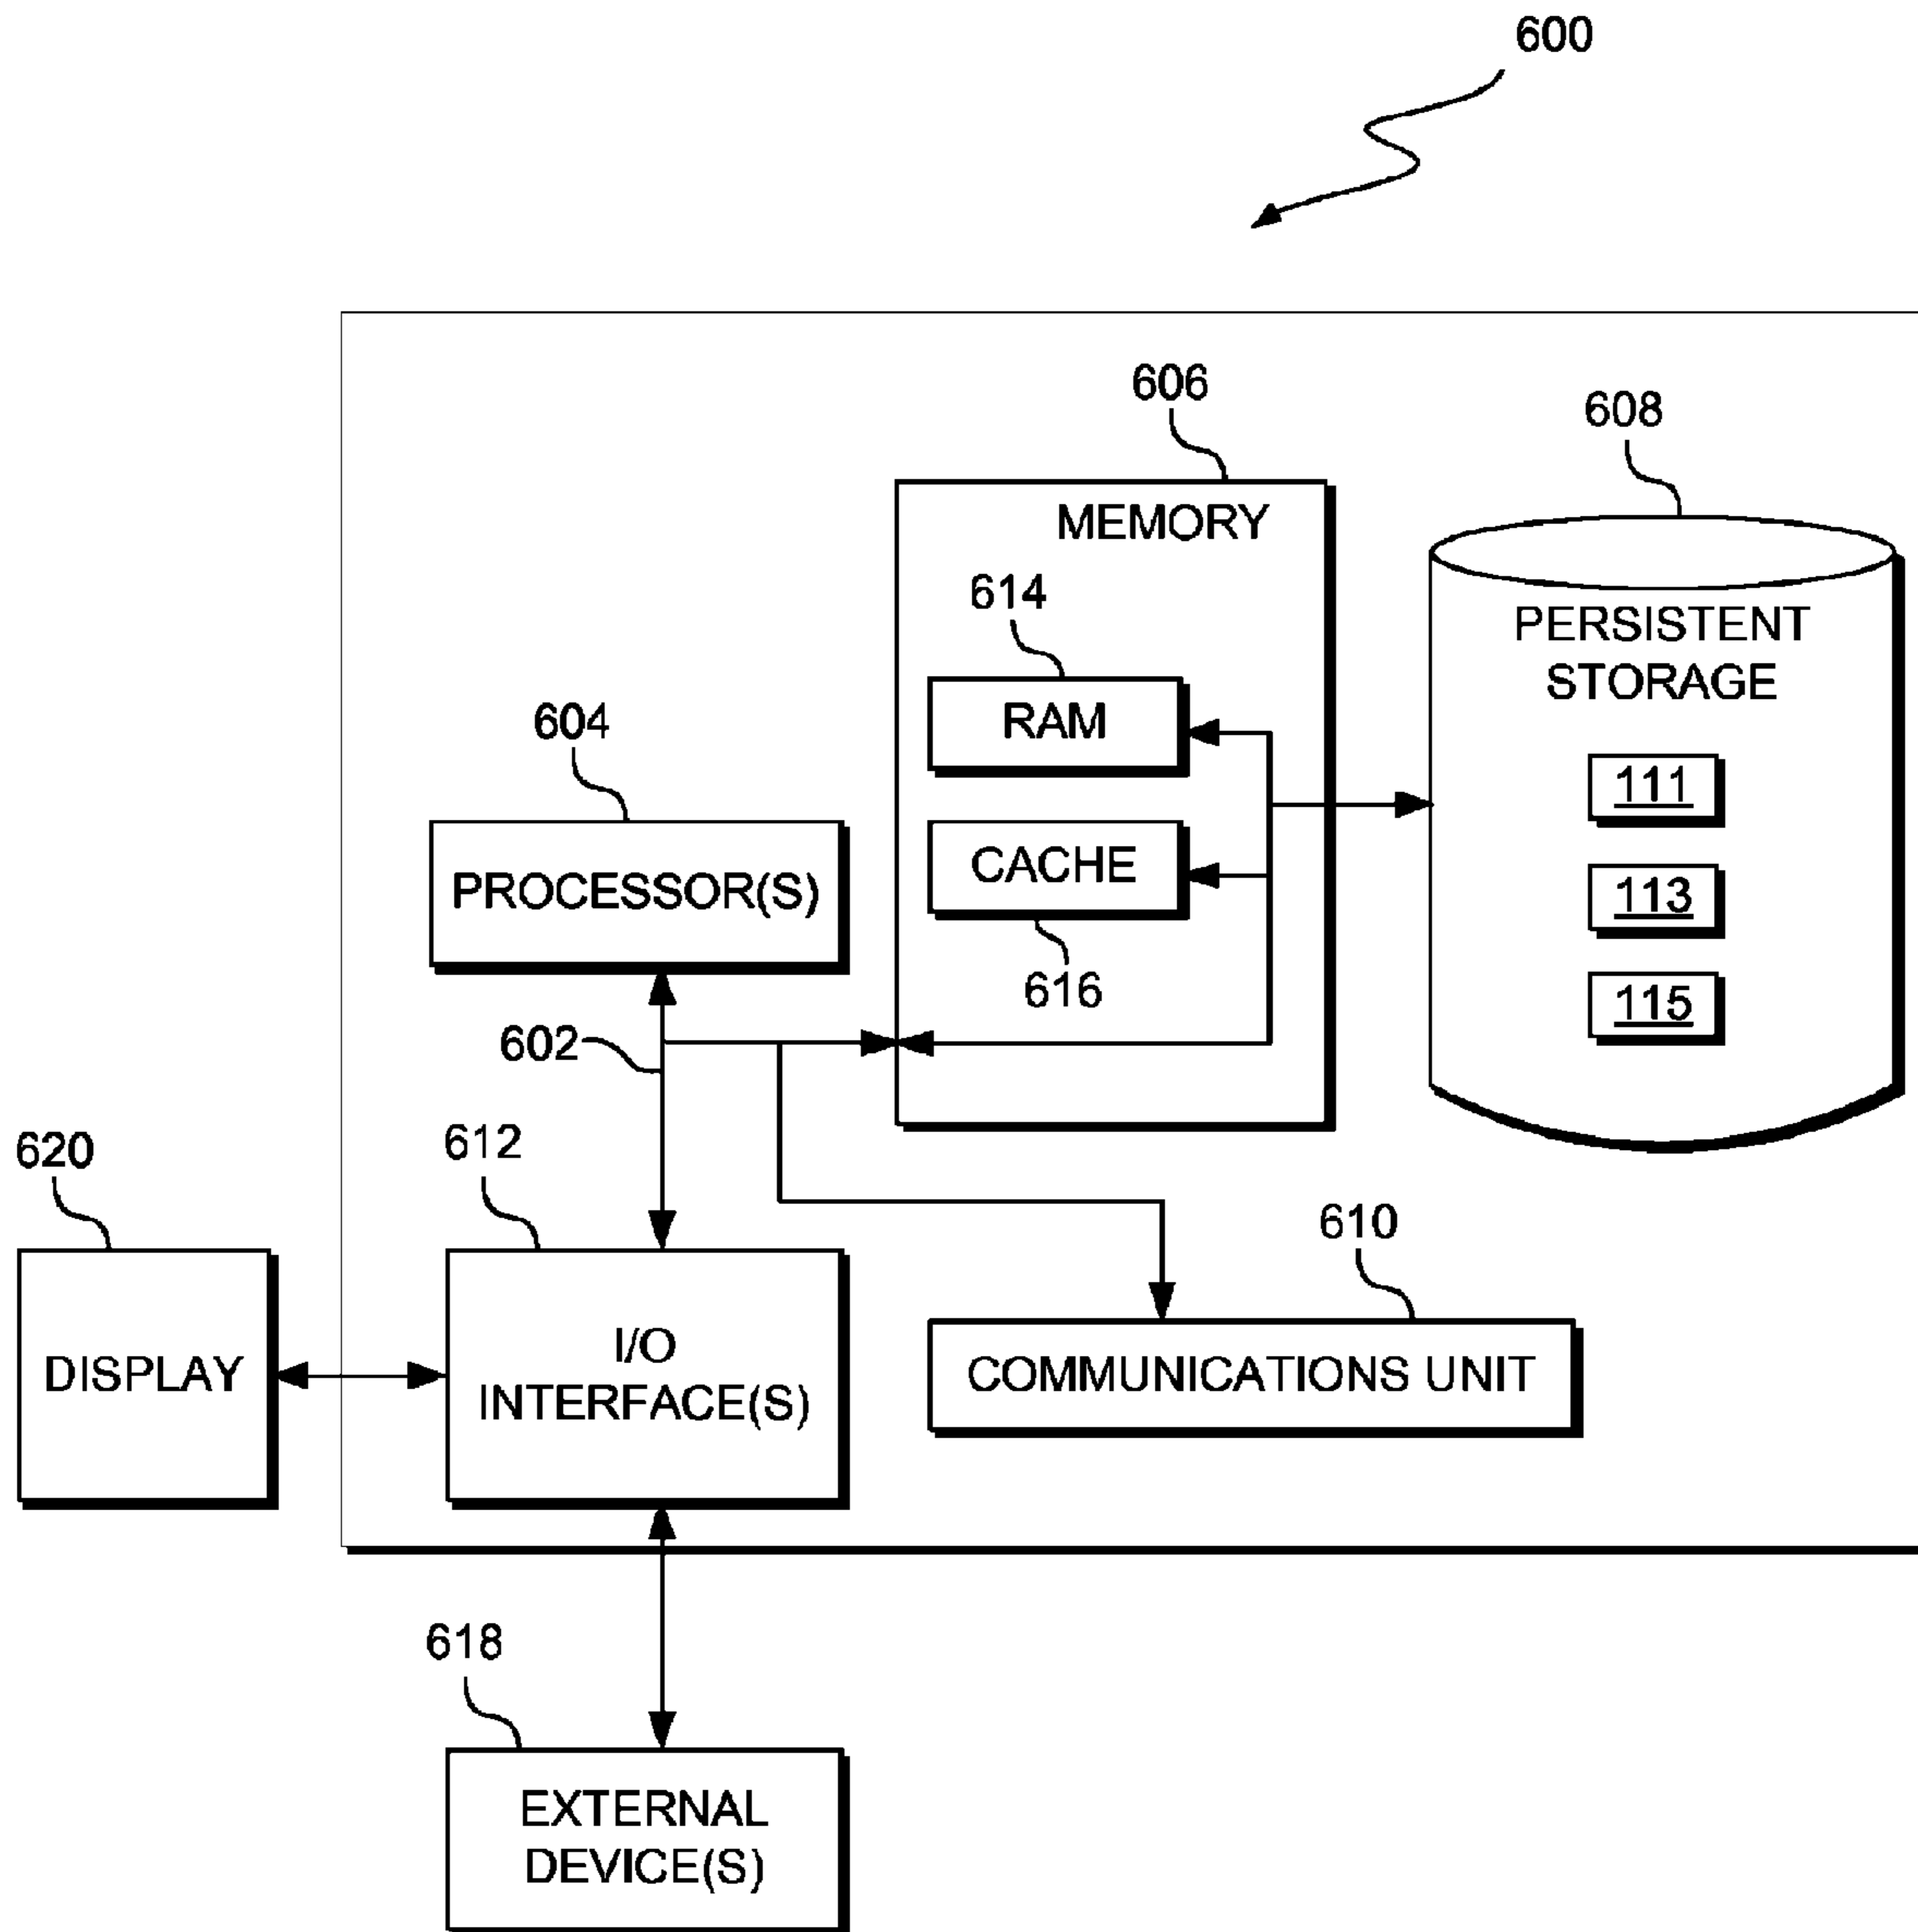 600
606
608
MEMORY
614
PERSISTENT
STORAGE
RAM
604
111
CACHE
PROCESSOR(S)
113
616
115
602
620
612
610
DISPLAY
I/O
INTERFACE(S)
COMMUNICATIONS UNIT
618
EXTERNAL
DEVICE(S)